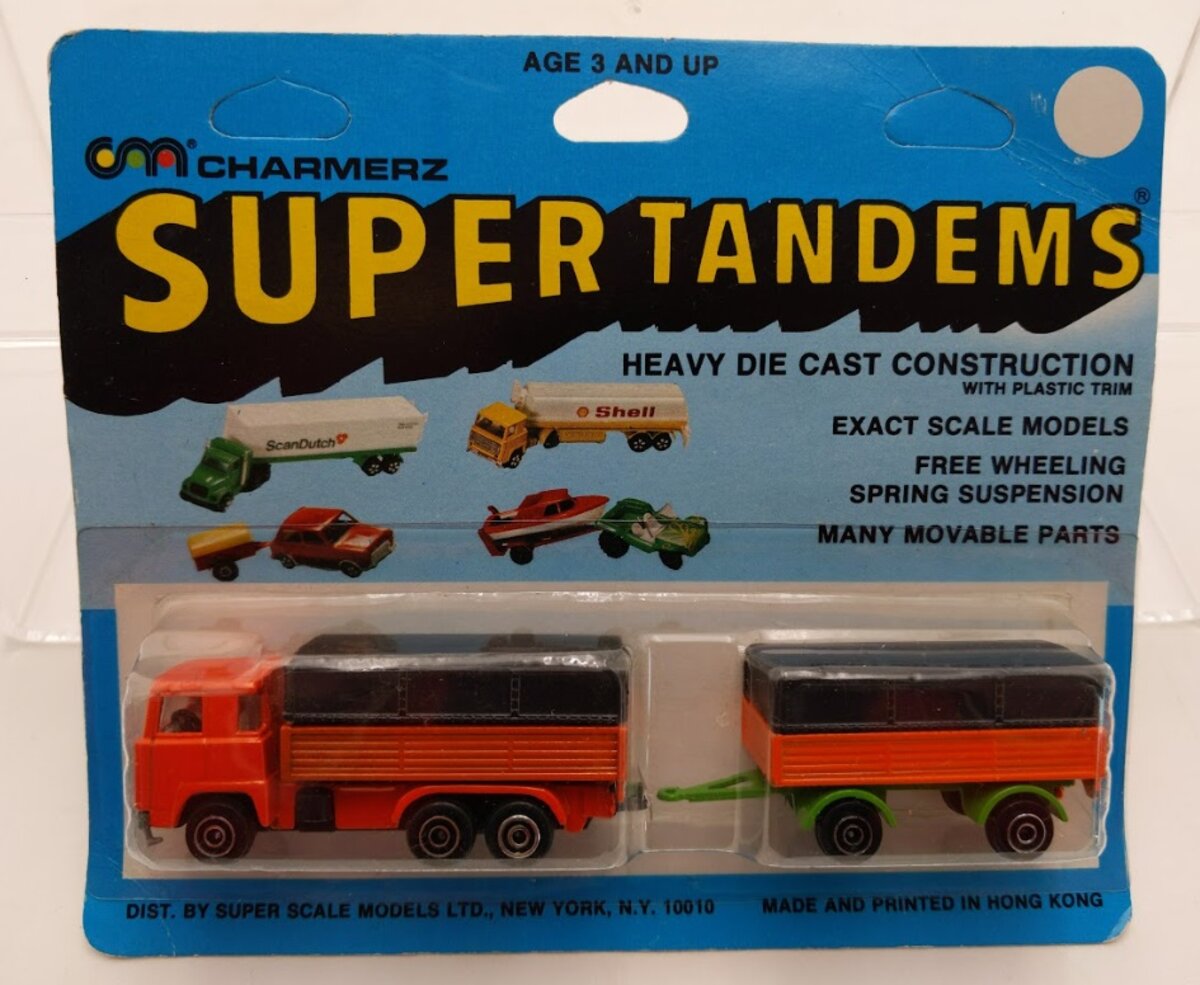 AGE 3 AND UP
cm® CHARMERZ
SUPER TANDEMS®
HEAVY DIE CAST CONSTRUCTION
WITH PLASTIC TRIM
EXACT SCALE MODELS
FREE WHEELING
SPRING SUSPENSION
MANY MOVABLE PARTS
ScanDutch
Shell
DIST. BY SUPER SCALE MODELS LTD., NEW YORK, N.Y. 10010
MADE AND PRINTED IN HONG KONG